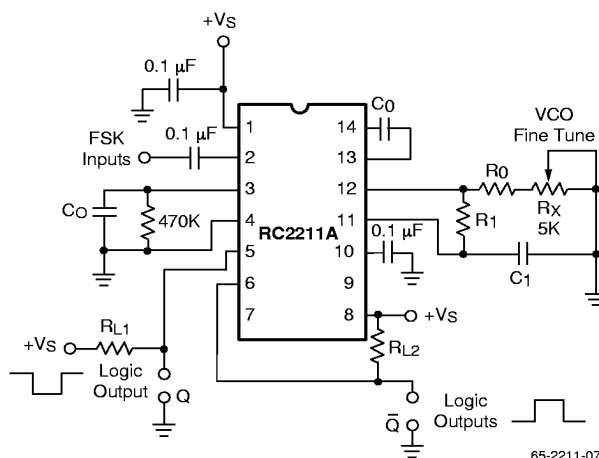 +VS
0.1 µF
0.1 µF
FSK
Inputs
CO
470K
1
2
3
4
5
6
7
RC2211A
14
13
12
11
10
9
8
C0
VCO
Fine Tune
R0
RX
5K
R1
0.1 µF
C1
+VS
RL2
+VS
RL1
Logic
Output
Q
Logic
Outputs
Q̅
65-2211-07